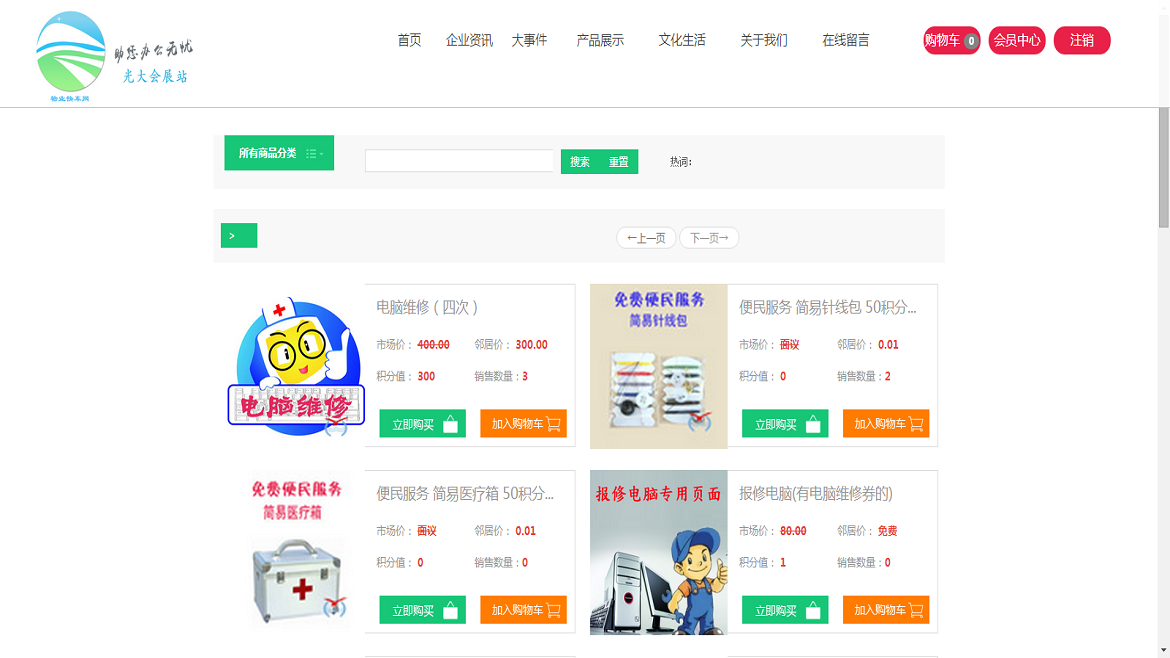 助您办公无忧
光大会展站
物业快车网
首页 企业资讯 大事件 产品展示 文化生活 关于我们 在线留言
购物车 0 会员中心 注销
所有商品分类
搜索 重置 热词:
>
←上一页 下一页→
电脑维修
电脑维修（四次）
市场价： 400.00 邻居价： 300.00
积分值： 300 销售数量：3
立即购买 加入购物车
免费便民服务
简易针线包
便民服务 简易针线包 50积分...
市场价： 面议 邻居价： 0.01
积分值： 0 销售数量：2
立即购买 加入购物车
免费便民服务
简易医疗箱
便民服务 简易医疗箱 50积分...
市场价： 面议 邻居价： 0.01
积分值： 0 销售数量：0
立即购买 加入购物车
报修电脑专用页面
报修电脑(有电脑维修券的)
市场价： 80.00 邻居价： 免费
积分值： 1 销售数量：0
立即购买 加入购物车